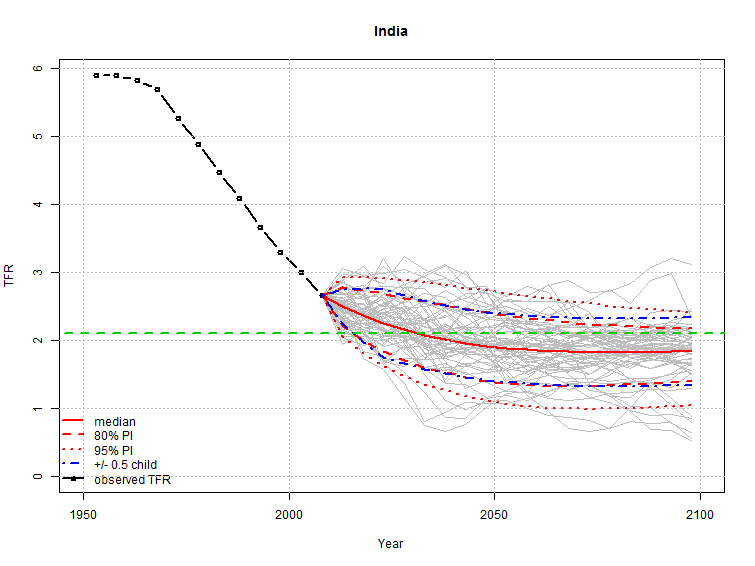 India
6
5
4
3
2
1
0
TFR
median
80% PI
95% PI
+/- 0.5 child
observed TFR
1950
2000
2050
2100
Year